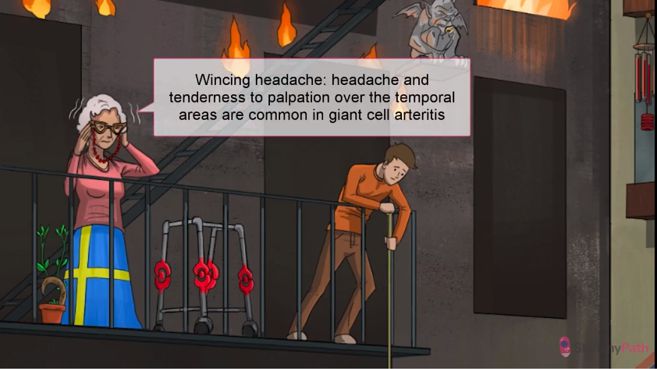 Wincing headache: headache and
tenderness to palpation over the temporal
areas are common in giant cell arteritis